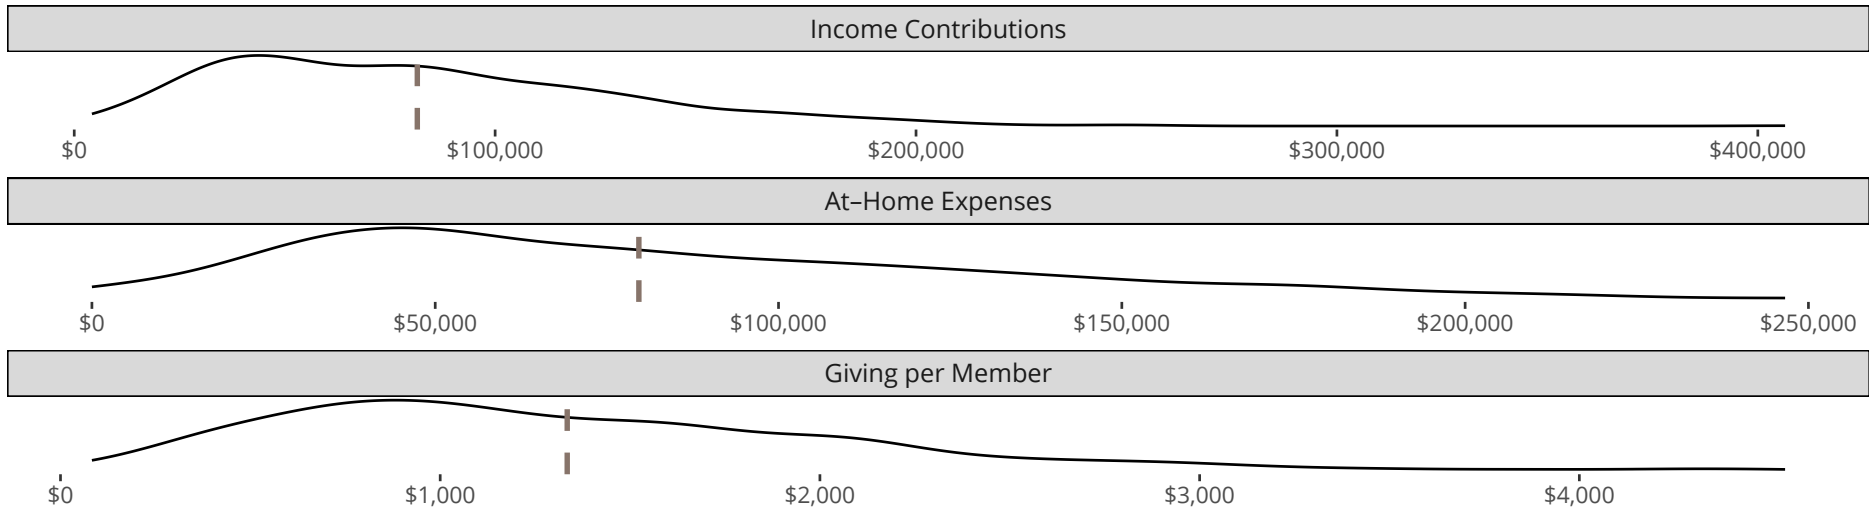 Income Contributions
$0 $100,000 $200,000 $300,000 $400,000
At–Home Expenses
$0 $50,000 $100,000 $150,000 $200,000 $250,000
Giving per Member
$0 $1,000 $2,000 $3,000 $4,000